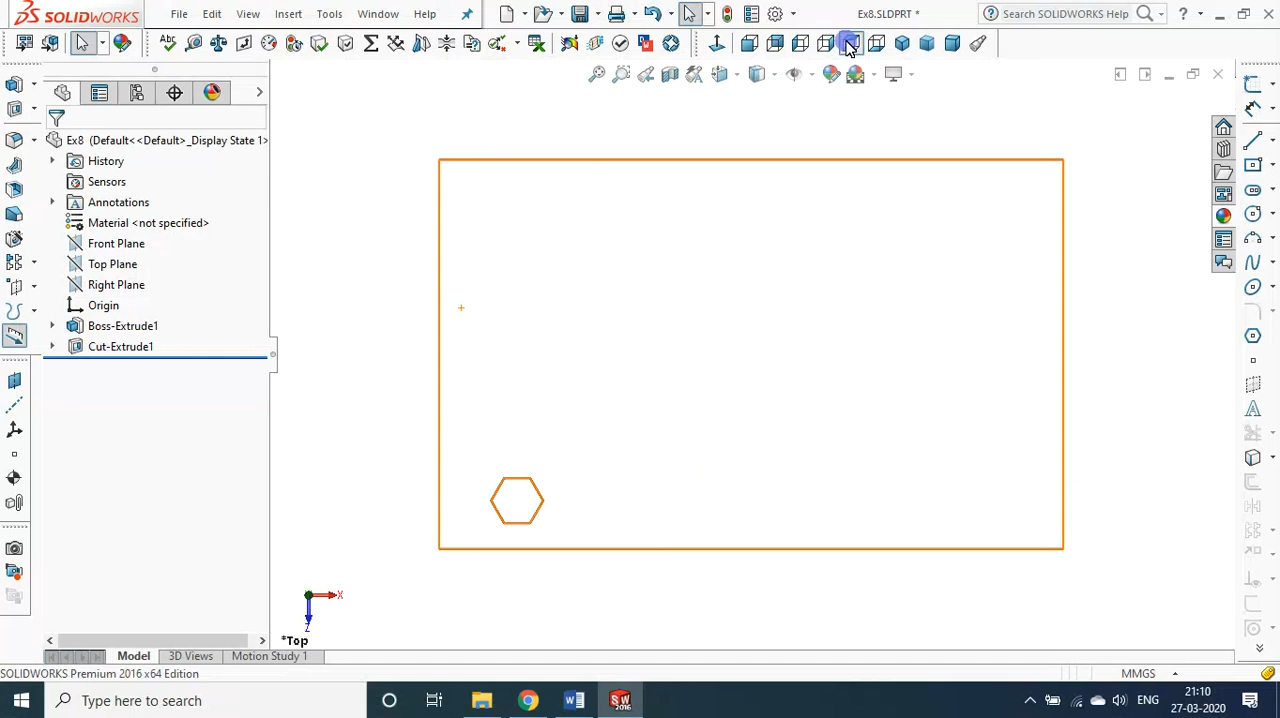 SOLIDWORKS File Edit View Insert Tools Window Help Ex8.SLDPRT * Search SOLIDWORKS Help ?
Abc
Ex8 (Default<<Default>_Display State 1>
History
Sensors
Annotations
Material <not specified>
Front Plane
Top Plane
Right Plane
Origin
Boss-Extrude1
Cut-Extrude1
X
Z
*Top
Model 3D Views Motion Study 1
SOLIDWORKS Premium 2016 x64 Edition MMGS
Type here to search
W
SW
2016
ENG
21:10
27-03-2020